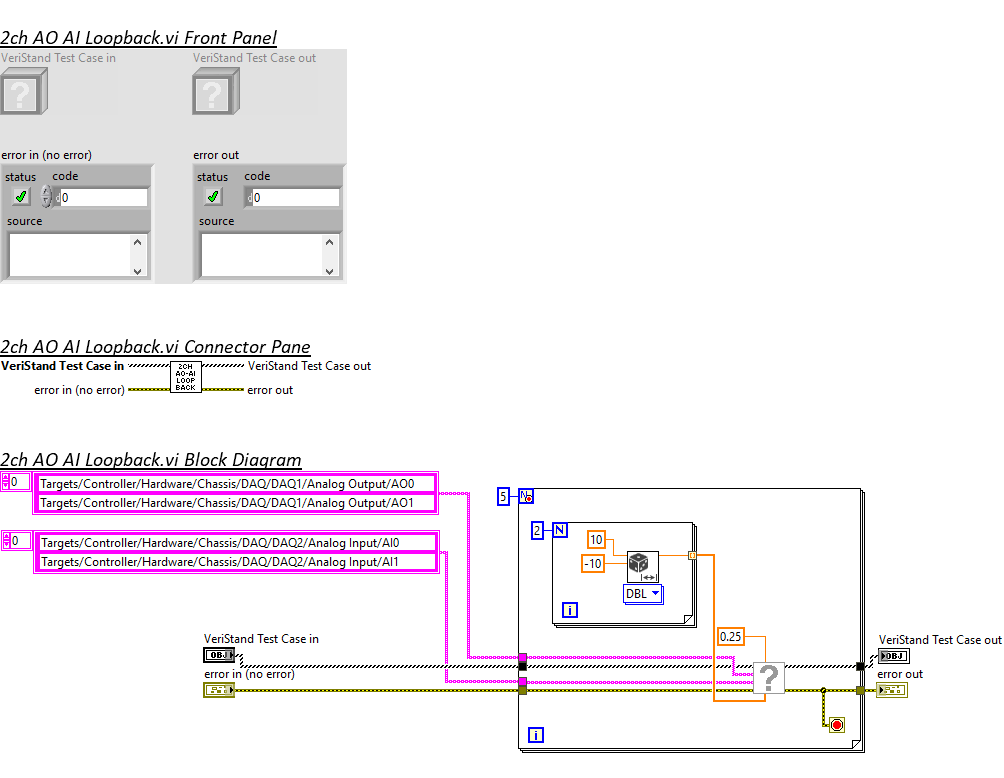 2ch AO AI Loopback.vi Front Panel
VeriStand Test Case in
VeriStand Test Case out
?
?
error in (no error)
error out
status
code
status
code
d
0
d
0
source
source
2ch AO AI Loopback.vi Connector Pane
VeriStand Test Case in
2CH
AO-AI
LOOP
BACK
VeriStand Test Case out
error in (no error)
error out
2ch AO AI Loopback.vi Block Diagram
0
Targets/Controller/Hardware/Chassis/DAQ/DAQ1/Analog Output/AO0
Targets/Controller/Hardware/Chassis/DAQ/DAQ1/Analog Output/AO1
5
N
2
N
0
Targets/Controller/Hardware/Chassis/DAQ/DAQ2/Analog Input/AI0
Targets/Controller/Hardware/Chassis/DAQ/DAQ2/Analog Input/AI1
10
-10
DBL
i
0.25
VeriStand Test Case in
OBJ
error in (no error)
?
VeriStand Test Case out
OBJ
error out
i